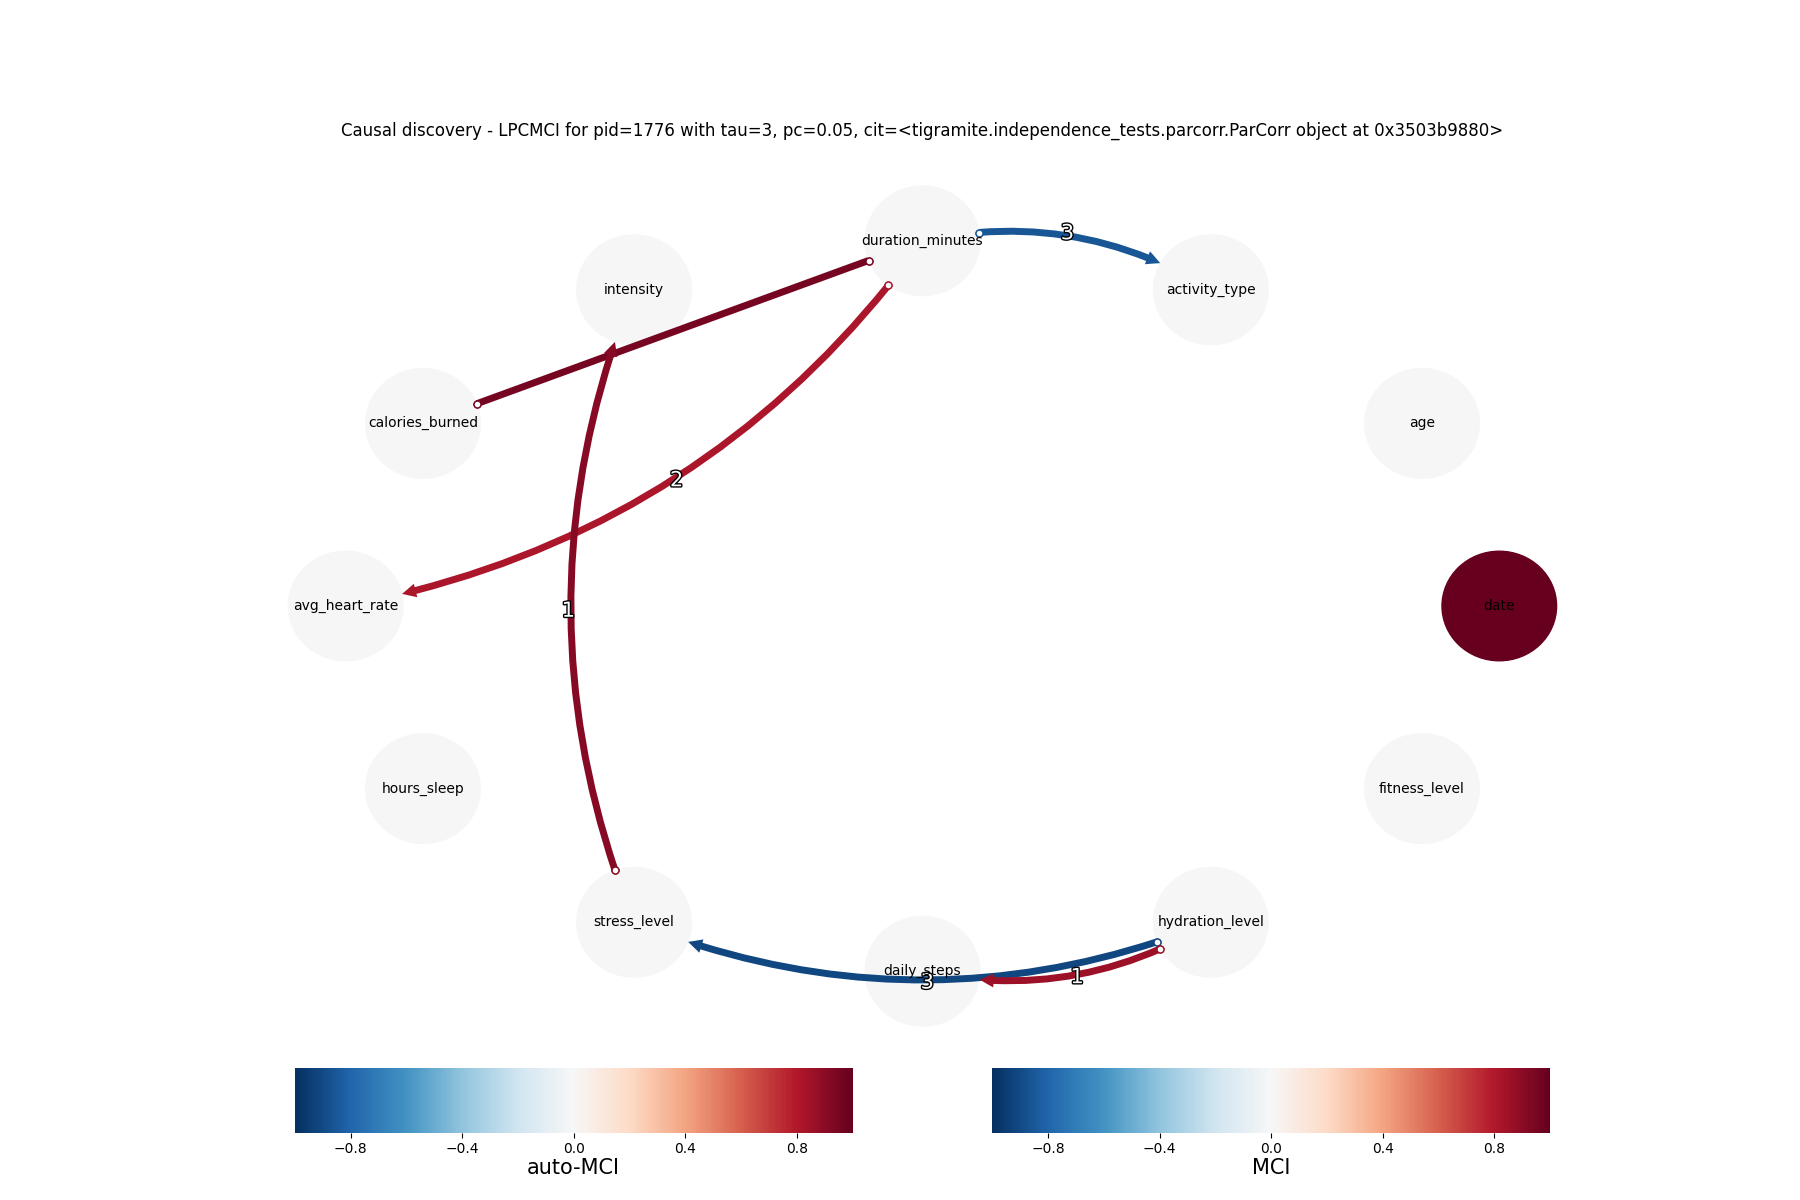 Causal discovery - LPCMCI for pid=1776 with tau=3, pc=0.05, cit=<tigramite.independence_tests.parcorr.ParCorr object at 0x3503b9880>
duration_minutes
3
intensity
activity_type
calories_burned
age
2
avg_heart_rate
1
date
hours_sleep
fitness_level
stress_level
hydration_level
daily_steps
3
1
−0.8 −0.4 0.0 0.4 0.8
auto-MCI
−0.8 −0.4 0.0 0.4 0.8
MCI